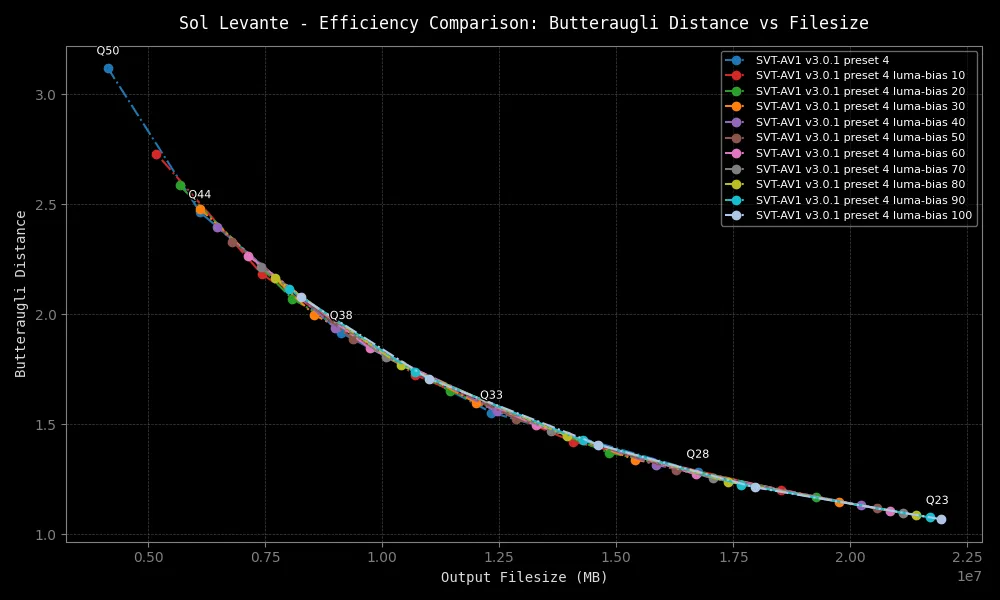 Sol Levante - Efficiency Comparison: Butteraugli Distance vs Filesize
Q50
SVT-AV1 v3.0.1 preset 4
SVT-AV1 v3.0.1 preset 4 luma-bias 10
SVT-AV1 v3.0.1 preset 4 luma-bias 20
SVT-AV1 v3.0.1 preset 4 luma-bias 30
SVT-AV1 v3.0.1 preset 4 luma-bias 40
SVT-AV1 v3.0.1 preset 4 luma-bias 50
SVT-AV1 v3.0.1 preset 4 luma-bias 60
SVT-AV1 v3.0.1 preset 4 luma-bias 70
SVT-AV1 v3.0.1 preset 4 luma-bias 80
SVT-AV1 v3.0.1 preset 4 luma-bias 90
SVT-AV1 v3.0.1 preset 4 luma-bias 100
3.0
2.5
2.0
1.5
1.0
Butteraugli Distance
Q44
Q38
Q33
Q28
Q23
0.50 0.75 1.00 1.25 1.50 1.75 2.00 2.25
1e7
Output Filesize (MB)